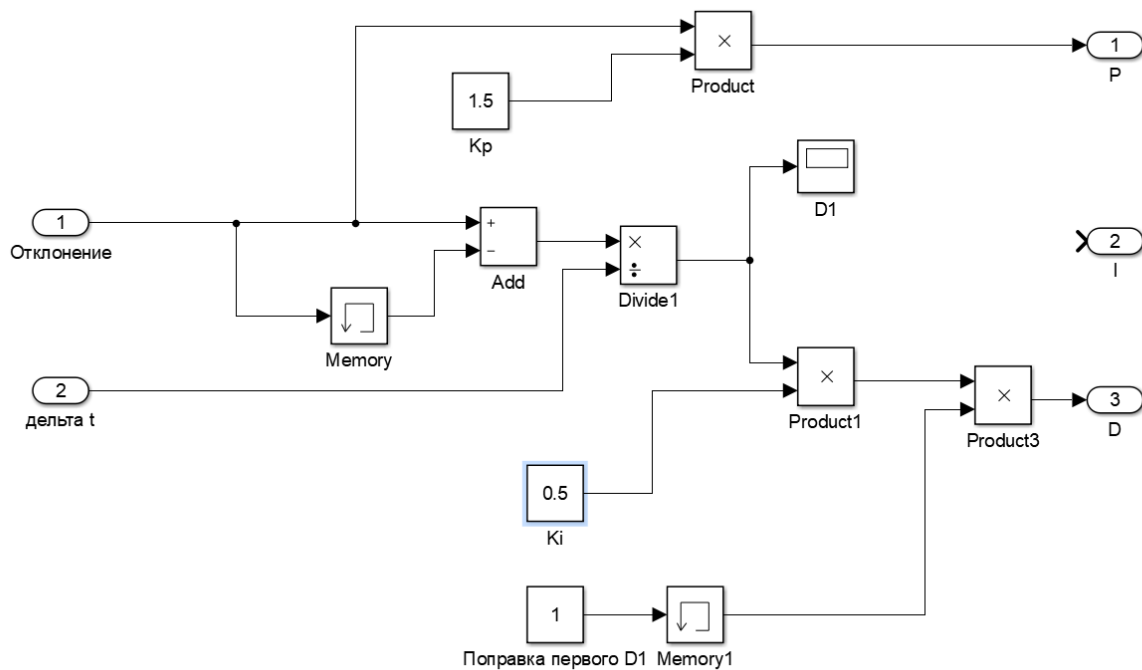 ×
Product
1
P
1.5
Kp
D1
1
Отклонение
+
−
Add
×
÷
Divide1
2
I
Memory
2
дельта t
×
Product1
×
Product3
3
D
0.5
Ki
1
Поправка первого D1
Memory1